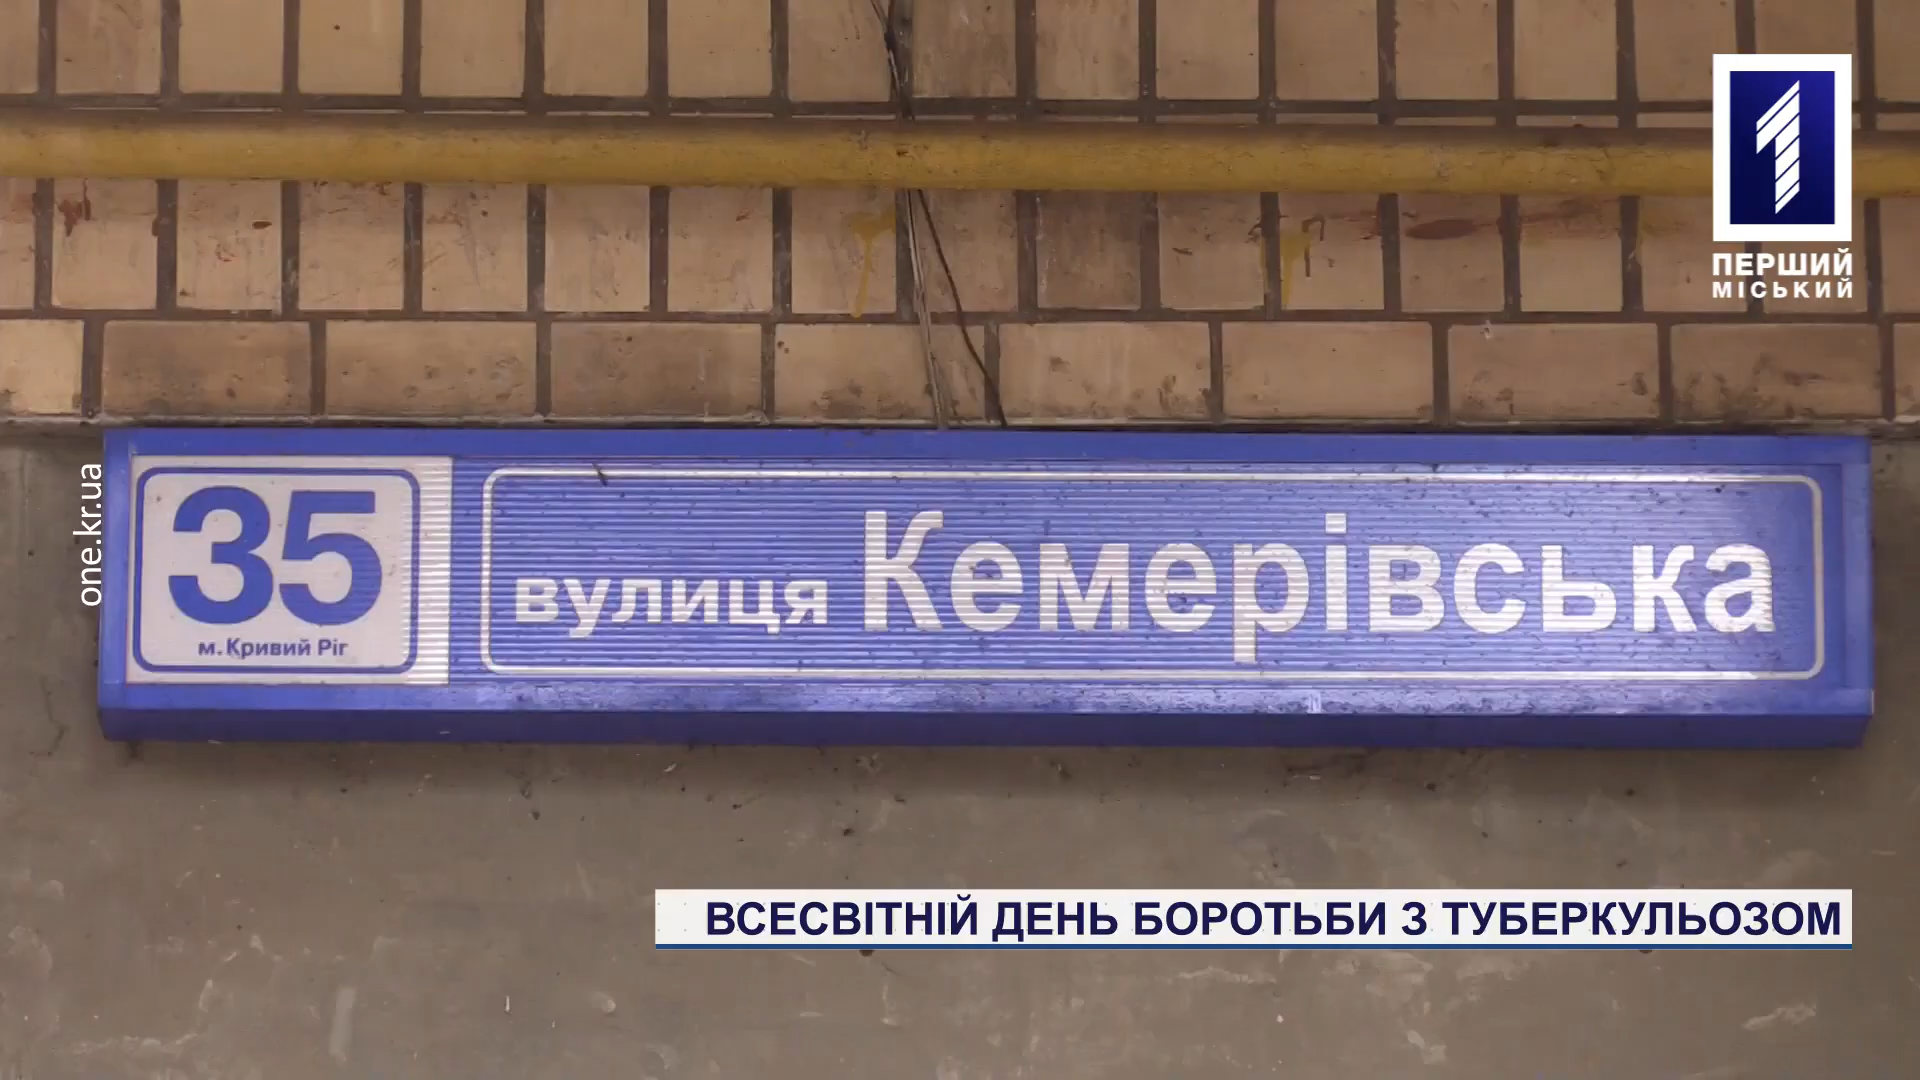 ПЕРШИЙ
МІСЬКИЙ
one.kr.ua
35
м. Кривий Ріг
вулиця Кемерівська
ВСЕСВІТНІЙ ДЕНЬ БОРОТЬБИ З ТУБЕРКУЛЬОЗОМ